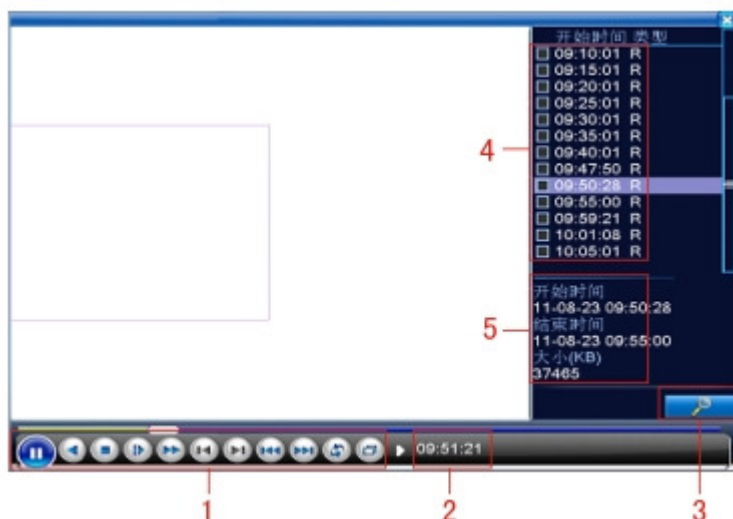 开始时间 类型
09:10:01 R
09:15:01 R
09:20:01 R
09:25:01 R
09:30:01 R
09:35:01 R
09:40:01 R
09:47:50 R
09:50:28 R
09:55:00 R
09:59:21 R
10:01:08 R
10:05:01 R
4
开始时间
11-08-23 09:50:28
结束时间
11-08-23 09:55:00
大小(KB)
37465
5
09:51:21
1
2
3